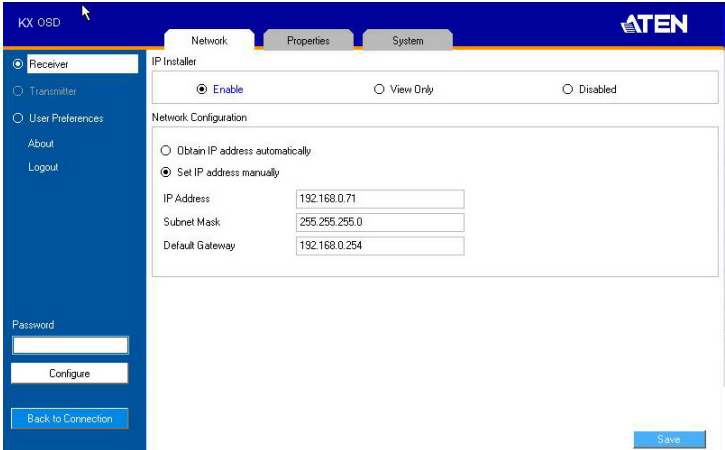 KX OSD
ATEN
Network Properties System
Receiver
Transmitter
User Preferences
About
Logout
Password
Configure
Back to Connection
IP Installer
Enable View Only Disabled
Network Configuration
Obtain IP address automatically
Set IP address manually
IP Address 192.168.0.71
Subnet Mask 255.255.255.0
Default Gateway 192.168.0.254
Save